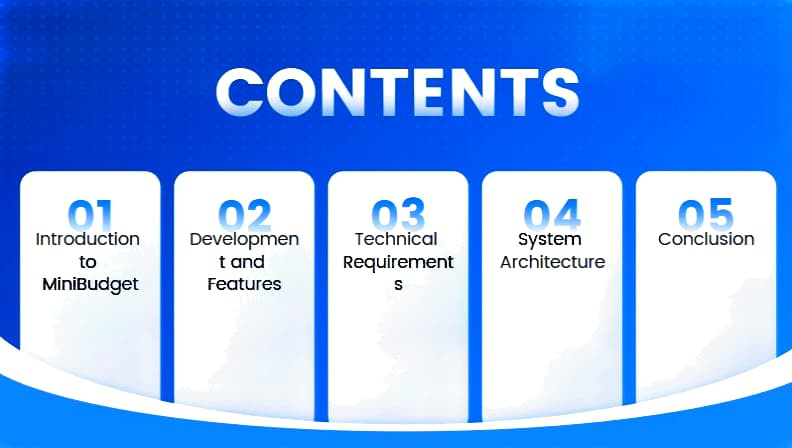 CONTENTS
01
Introduction
to
MiniBudget
02
Developmen
t and
Features
03
Technical
Requirement
s
04
System
Architecture
05
Conclusion